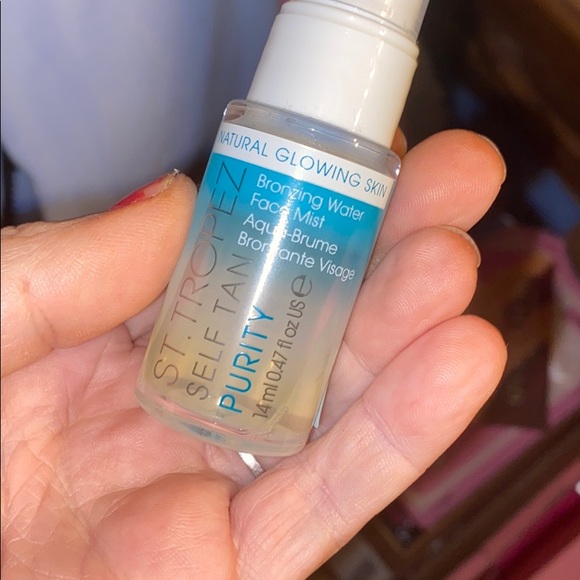 NATURAL GLOWING SKIN
Bronzing Water
Face Mist
Aqua-Brume
Bronzante Visage
ST. TROPEZ
SELF TAN
PURITY
14ml 0.47 fl oz US e